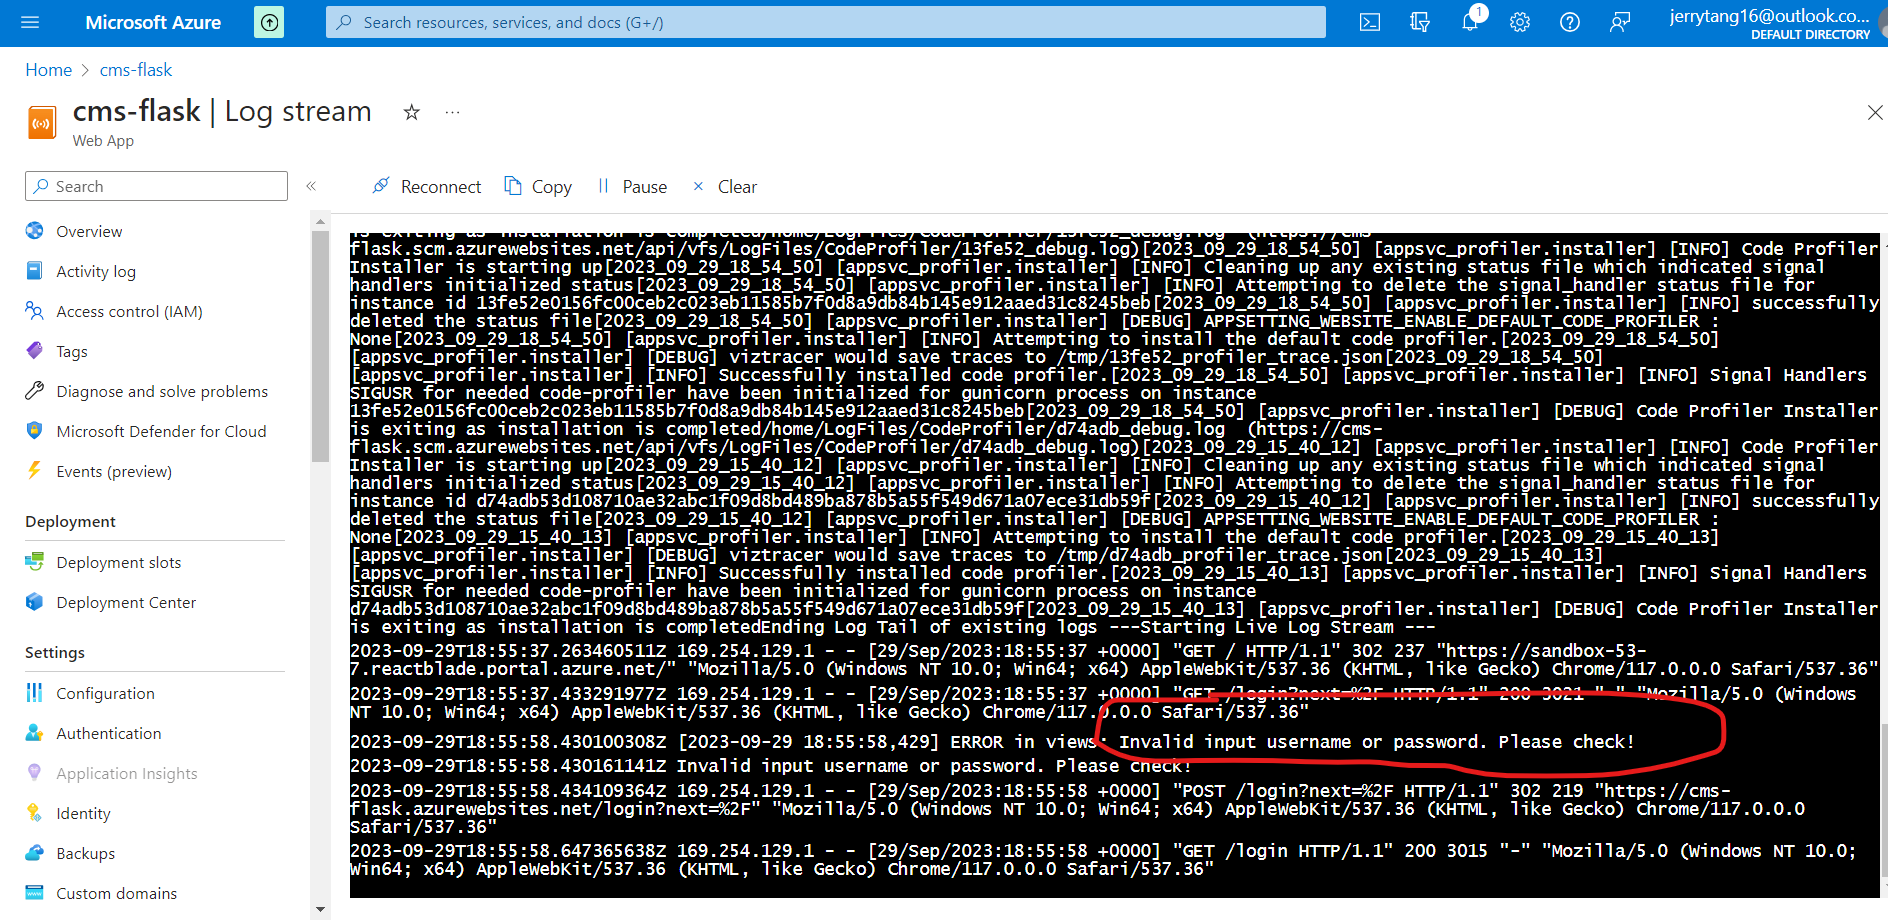 Microsoft Azure
Search resources, services, and docs (G+/)
1
jerrytang16@outlook.co...
DEFAULT DIRECTORY
Home > cms-flask
cms-flask | Log stream
Web App
Search
Reconnect Copy Pause Clear
Overview
Activity log
Access control (IAM)
Tags
Diagnose and solve problems
Microsoft Defender for Cloud
Events (preview)
Deployment
Deployment slots
Deployment Center
Settings
Configuration
Authentication
Application Insights
Identity
Backups
Custom domains
is exiting as installation is completed/home/LogFiles/CodeProfiler/13fe52_debug.log (https://cms-
flask.scm.azurewebsites.net/api/vfs/LogFiles/CodeProfiler/13fe52_debug.log)[2023_09_29_18_54_50] [appsvc_profiler.installer] [INFO] Code Profiler
Installer is starting up[2023_09_29_18_54_50] [appsvc_profiler.installer] [INFO] Cleaning up any existing status file which indicated signal
handlers initialized status[2023_09_29_18_54_50] [appsvc_profiler.installer] [INFO] Attempting to delete the signal_handler status file for
instance id 13fe52e0156fc00ceb2c023eb11585b7f0d8a9db84b145e912aaed31c8245beb[2023_09_29_18_54_50] [appsvc_profiler.installer] [INFO] successfully
deleted the status file[2023_09_29_18_54_50] [appsvc_profiler.installer] [DEBUG] APPSETTING_WEBSITE_ENABLE_DEFAULT_CODE_PROFILER :
None[2023_09_29_18_54_50] [appsvc_profiler.installer] [INFO] Attempting to install the default code profiler.[2023_09_29_18_54_50]
[appsvc_profiler.installer] [DEBUG] viztracer would save traces to /tmp/13fe52_profiler_trace.json[2023_09_29_18_54_50]
[appsvc_profiler.installer] [INFO] Successfully installed code profiler.[2023_09_29_18_54_50] [appsvc_profiler.installer] [INFO] Signal Handlers
SIGUSR for needed code-profiler have been initialized for gunicorn process on instance
13fe52e0156fc00ceb2c023eb11585b7f0d8a9db84b145e912aaed31c8245beb[2023_09_29_18_54_50] [appsvc_profiler.installer] [DEBUG] Code Profiler Installer
is exiting as installation is completed/home/LogFiles/CodeProfiler/d74adb_debug.log (https://cms-
flask.scm.azurewebsites.net/api/vfs/LogFiles/CodeProfiler/d74adb_debug.log)[2023_09_29_15_40_12] [appsvc_profiler.installer] [INFO] Code Profiler
Installer is starting up[2023_09_29_15_40_12] [appsvc_profiler.installer] [INFO] Cleaning up any existing status file which indicated signal
handlers initialized status[2023_09_29_15_40_12] [appsvc_profiler.installer] [INFO] Attempting to delete the signal_handler status file for
instance id d74adb53d108710ae32abc1f09d8bd489ba878b5a55f549d671a07ece31db59f[2023_09_29_15_40_12] [appsvc_profiler.installer] [INFO] successfully
deleted the status file[2023_09_29_15_40_12] [appsvc_profiler.installer] [DEBUG] APPSETTING_WEBSITE_ENABLE_DEFAULT_CODE_PROFILER :
None[2023_09_29_15_40_13] [appsvc_profiler.installer] [INFO] Attempting to install the default code profiler.[2023_09_29_15_40_13]
[appsvc_profiler.installer] [DEBUG] viztracer would save traces to /tmp/d74adb_profiler_trace.json[2023_09_29_15_40_13]
[appsvc_profiler.installer] [INFO] Successfully installed code profiler.[2023_09_29_15_40_13] [appsvc_profiler.installer] [INFO] Signal Handlers
SIGUSR for needed code-profiler have been initialized for gunicorn process on instance
d74adb53d108710ae32abc1f09d8bd489ba878b5a55f549d671a07ece31db59f[2023_09_29_15_40_13] [appsvc_profiler.installer] [DEBUG] Code Profiler Installer
is exiting as installation is completedEnding Log Tail of existing logs ---Starting Live Log Stream ---
2023-09-29T18:55:37.263460511Z 169.254.129.1 - - [29/Sep/2023:18:55:37 +0000] "GET / HTTP/1.1" 302 237 "https://sandbox-53-
7.reactblade.portal.azure.net/" "Mozilla/5.0 (Windows NT 10.0; Win64; x64) AppleWebKit/537.36 (KHTML, like Gecko) Chrome/117.0.0.0 Safari/537.36"
2023-09-29T18:55:37.433291977Z 169.254.129.1 - - [29/Sep/2023:18:55:37 +0000] "GET /login?next=%2F HTTP/1.1" 200 3021 "-" "Mozilla/5.0 (Windows
NT 10.0; Win64; x64) AppleWebKit/537.36 (KHTML, like Gecko) Chrome/117.0.0.0 Safari/537.36"
2023-09-29T18:55:58.430100308Z [2023-09-29 18:55:58,429] ERROR in views: Invalid input username or password. Please check!
2023-09-29T18:55:58.430161141Z Invalid input username or password. Please check!
2023-09-29T18:55:58.434109364Z 169.254.129.1 - - [29/Sep/2023:18:55:58 +0000] "POST /login?next=%2F HTTP/1.1" 302 219 "https://cms-
flask.azurewebsites.net/login?next=%2F" "Mozilla/5.0 (Windows NT 10.0; Win64; x64) AppleWebKit/537.36 (KHTML, like Gecko) Chrome/117.0.0.0
Safari/537.36"
2023-09-29T18:55:58.647365638Z 169.254.129.1 - - [29/Sep/2023:18:55:58 +0000] "GET /login HTTP/1.1" 200 3015 "-" "Mozilla/5.0 (Windows NT 10.0;
Win64; x64) AppleWebKit/537.36 (KHTML, like Gecko) Chrome/117.0.0.0 Safari/537.36"